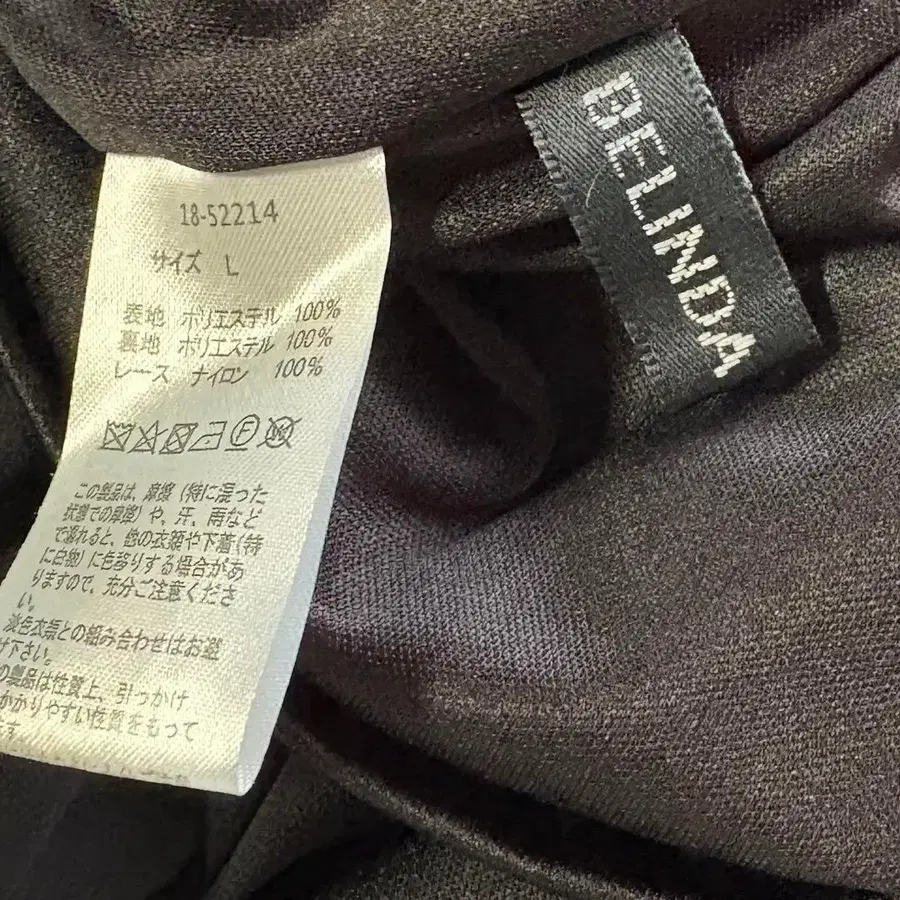 18-52214
サイズ L
表地 ポリエステル 100%
裏地 ポリエステル 100%
レース ナイロン 100%
この製品は、摩擦(特に湿った
状態での摩擦)や、汗、雨など
で濡れると、他の衣類や下着(特
に白物)に色移りする場合があ
りますので、充分ご注意くださ
い。
淡色衣類との組み合わせはお避
け下さい。
の製品は性質上、引っかけ
かかりやすい性質をもって
ます
BELINDA